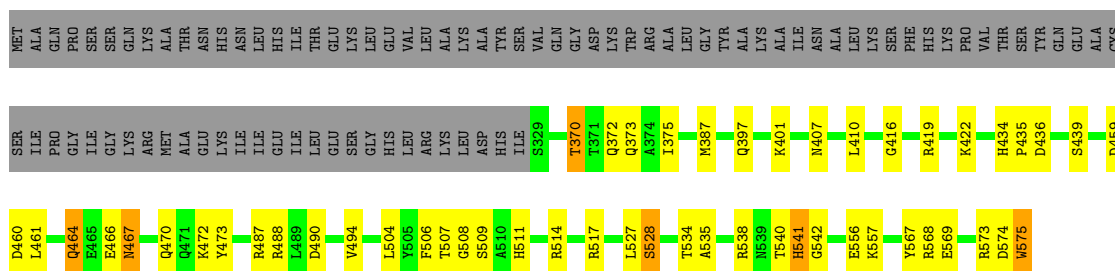 MET ALA GLN PRO SER SER GLN LYS ALA THR ASN HIS ASN LEU HIS ILE THR GLU LYS LEU GLU VAL LEU ALA LYS ALA TYR SER VAL GLN GLY ASP LYS TRP ARG ALA LEU GLY TYR ALA LYS ALA ILE ASN ALA LEU LYS SER PHE HIS LYS PRO VAL THR SER TYR GLN GLU ALA CYS
SER ILE PRO GLY ILE GLY LYS ARG MET ALA GLU LYS ILE ILE GLU ILE LEU GLU SER GLY HIS LEU ARG LYS LEU ASP HIS ILE S329 T370 T371 Q372 Q373 A374 I375 M387 Q397 K401 N407 L410 G416 R419 K422 H434 P435 D436 S439 D459
D460 L461 Q464 E465 E466 N467 Q470 Q471 K472 Y473 R487 R488 L489 D490 V494 L504 Y505 F506 T507 G508 S509 A510 H511 R514 R517 L527 S528 T534 A535 R538 N539 T540 H541 G542 E556 K557 Y567 R568 E569 R573 D574 W575